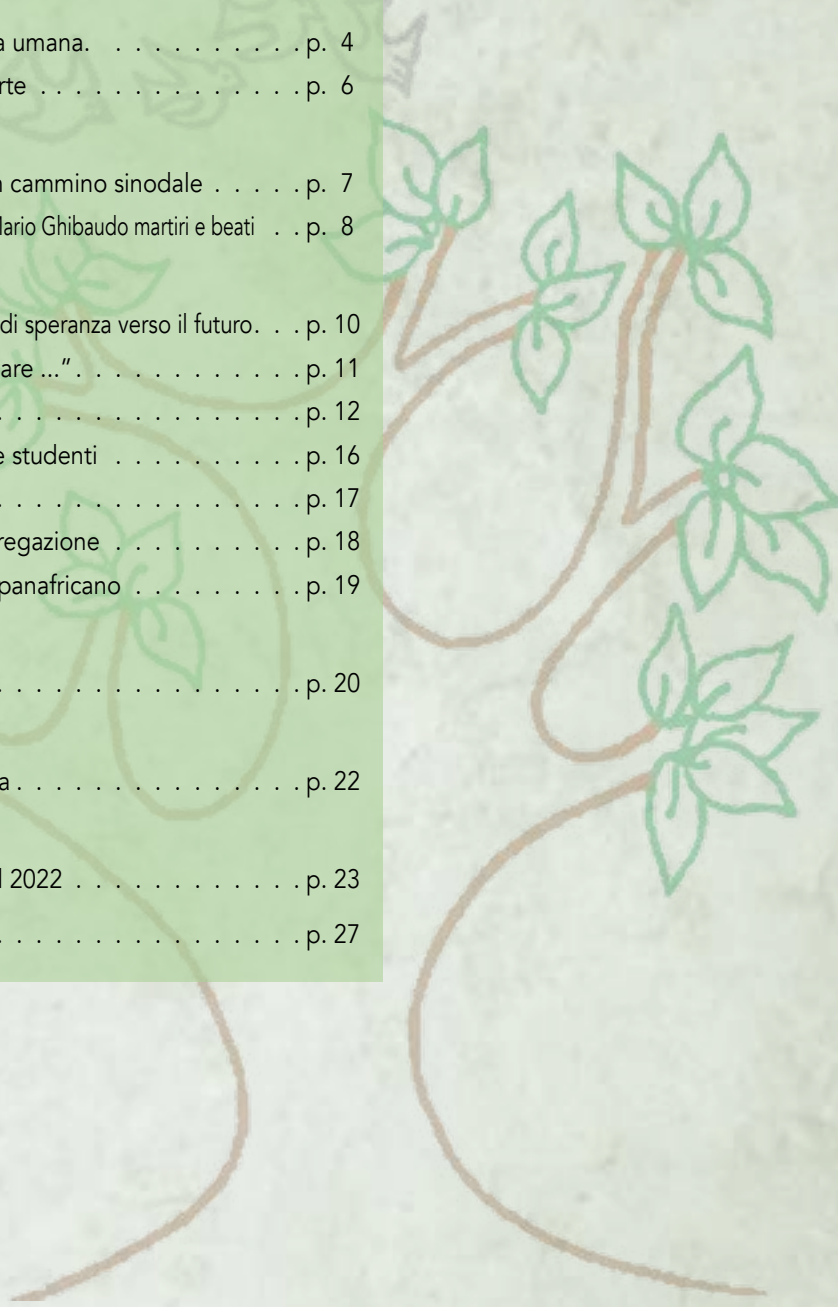 a umana. . . . . . . . . . . p. 4
rte . . . . . . . . . . . . . . p. 6
n cammino sinodale . . . . . p. 7
Mario Ghibaudo martiri e beati . . p. 8
di speranza verso il futuro. . . p. 10
are ...". . . . . . . . . . . . p. 11
. . . . . . . . . . . . . . . . p. 12
e studenti . . . . . . . . . . p. 16
. . . . . . . . . . . . . . . . p. 17
regazione . . . . . . . . . . p. 18
panafricano . . . . . . . . . p. 19
. . . . . . . . . . . . . . . . p. 20
a . . . . . . . . . . . . . . . p. 22
l 2022 . . . . . . . . . . . . p. 23
. . . . . . . . . . . . . . . . p. 27